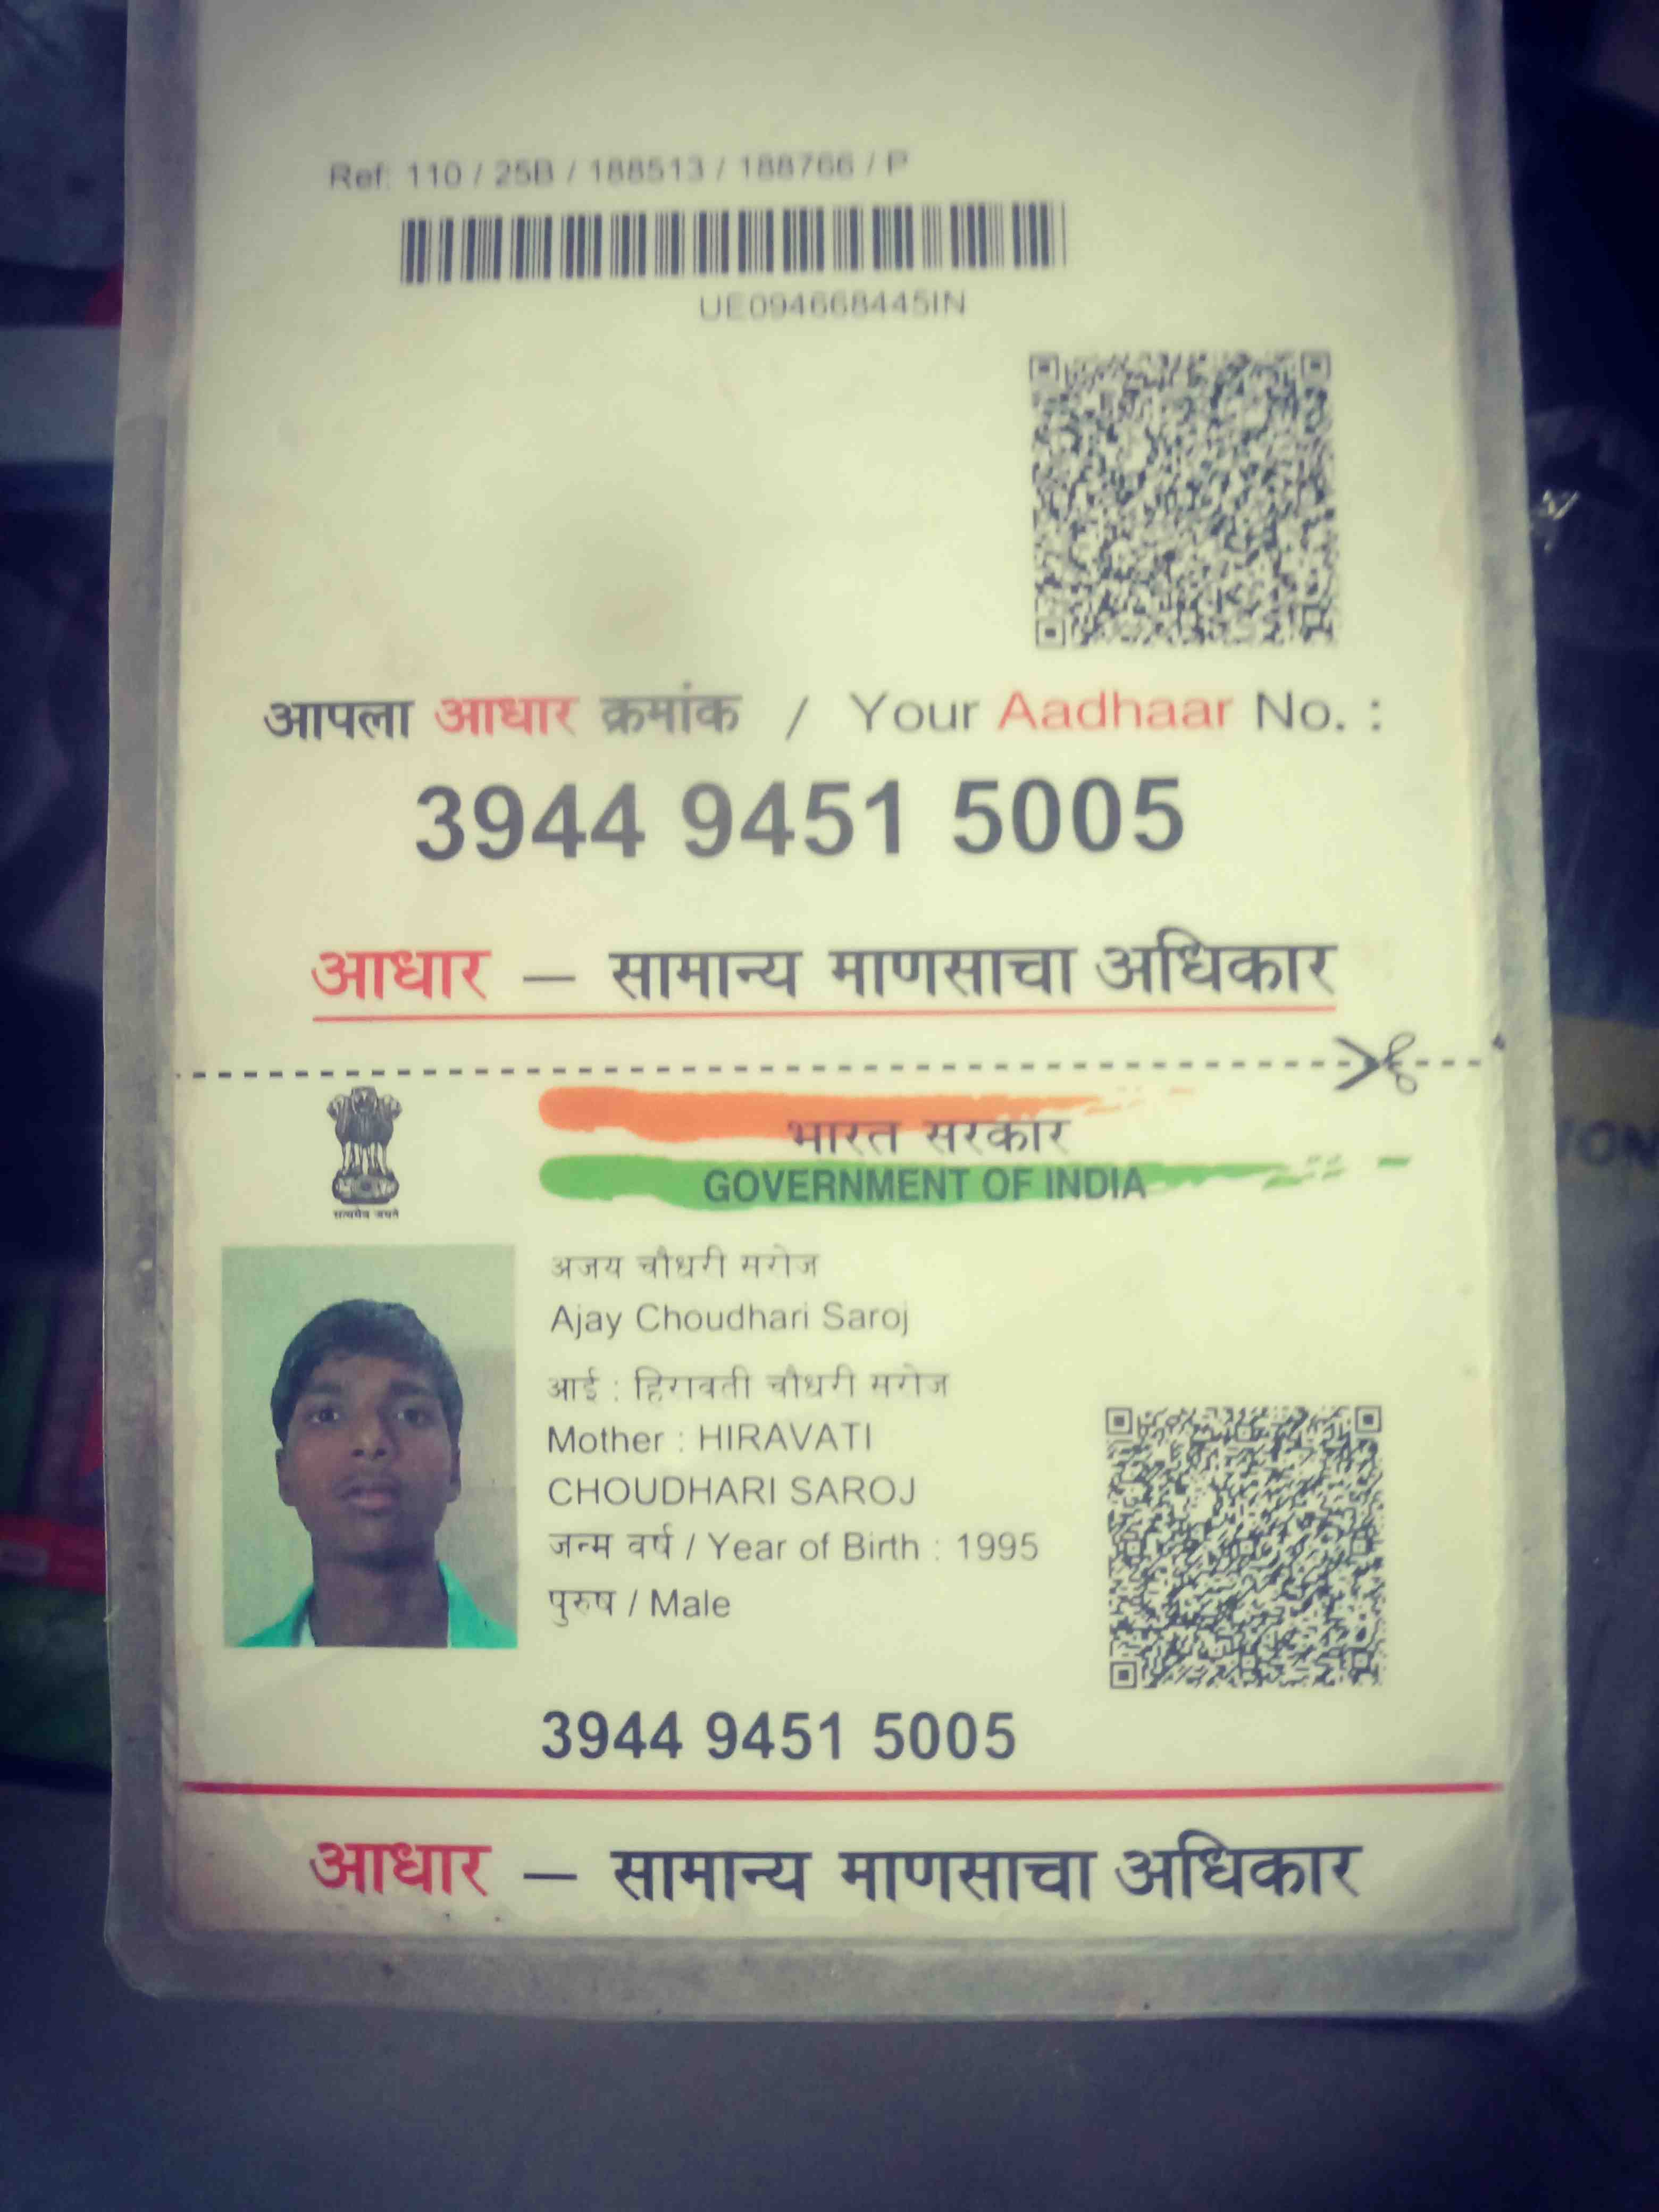 Ref: 110 / 25B / 188513 / 188766 / P
UE094668445IN
आपला आधार क्रमांक / Your Aadhaar No. :
3944 9451 5005
आधार – सामान्य माणसाचा अधिकार
भारत सरकार
GOVERNMENT OF INDIA
सत्यमेव जयते
अजय चौधरी सरोज
Ajay Choudhari Saroj
आई : हिरावती चौधरी सरोज
Mother : HIRAVATI
CHOUDHARI SAROJ
जन्म वर्ष / Year of Birth : 1995
पुरुष / Male
3944 9451 5005
आधार – सामान्य माणसाचा अधिकार